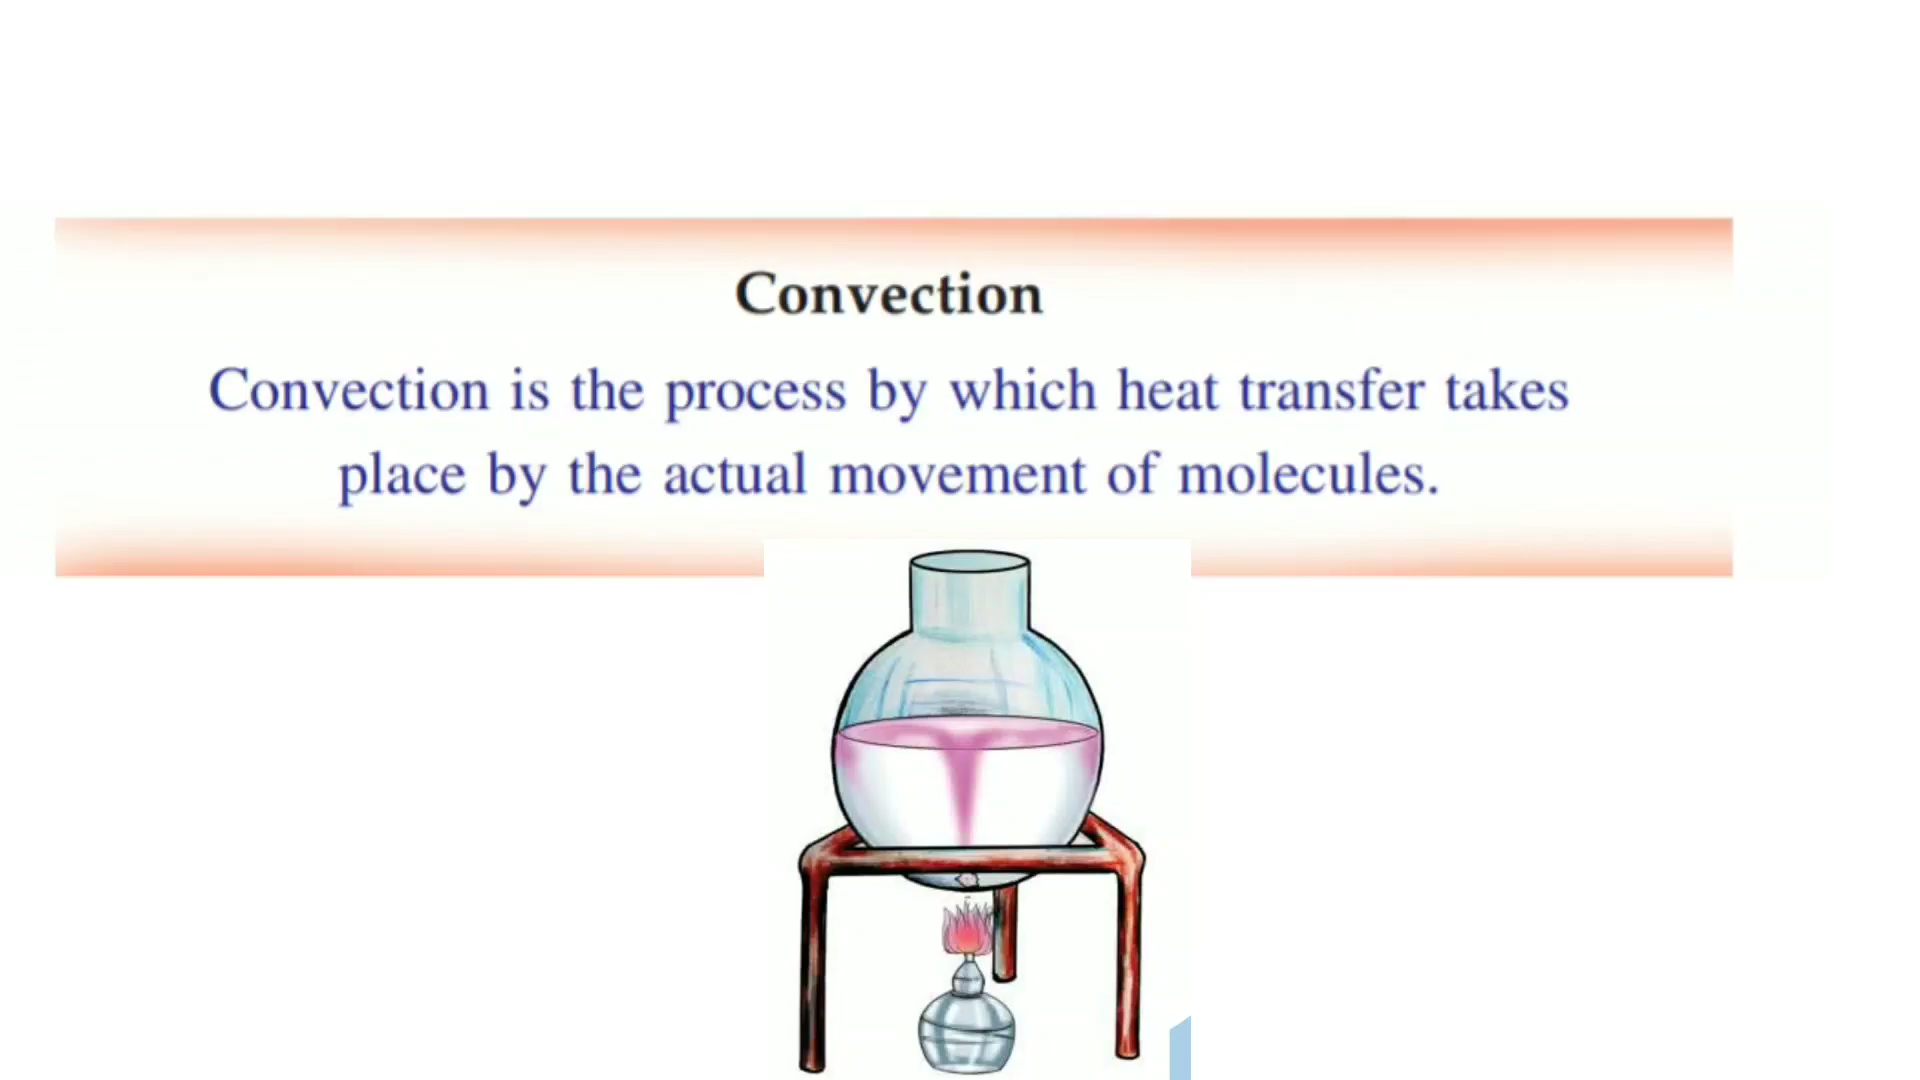 Convection
Convection is the process by which heat transfer takes
place by the actual movement of molecules.